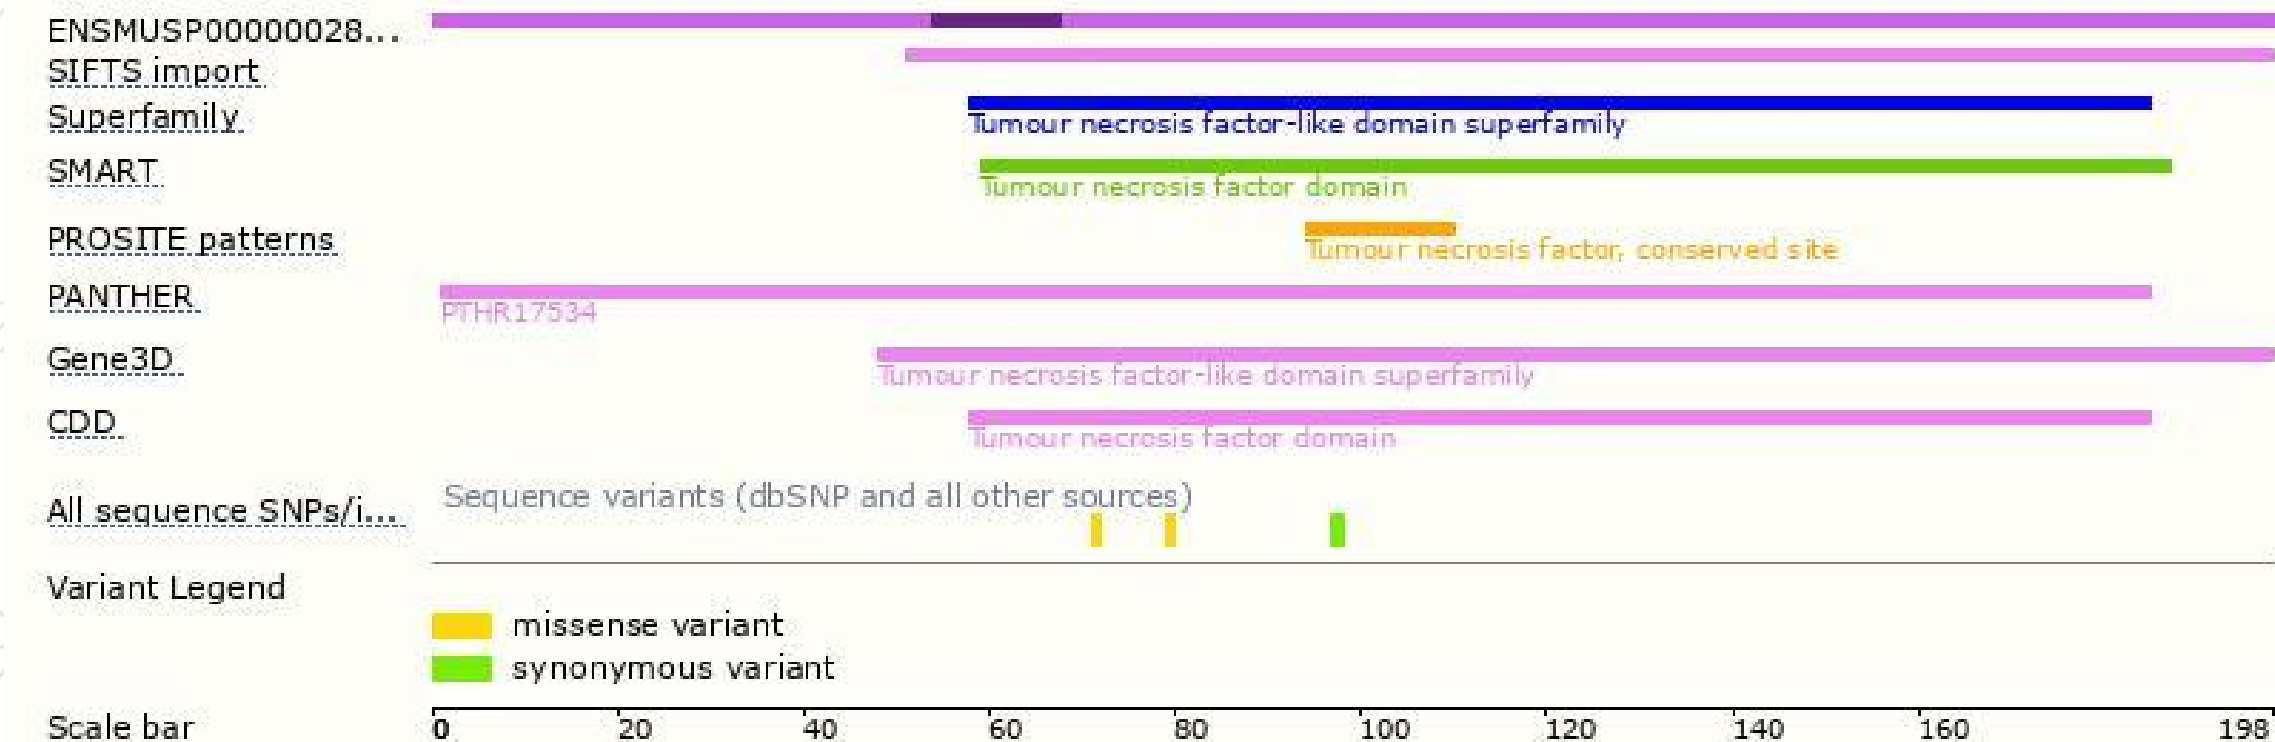 ENSMUSP00000028...
SIFTS import
Superfamily
Tumour necrosis factor-like domain superfamily
SMART
Tumour necrosis factor domain
PROSITE patterns
Tumour necrosis factor, conserved site
PANTHER
PTHR17534
Gene3D
Tumour necrosis factor-like domain superfamily
CDD
Tumour necrosis factor domain
All sequence SNPs/i...
Sequence variants (dbSNP and all other sources)
Variant Legend
missense variant
synonymous variant
Scale bar
0 20 40 60 80 100 120 140 160 198